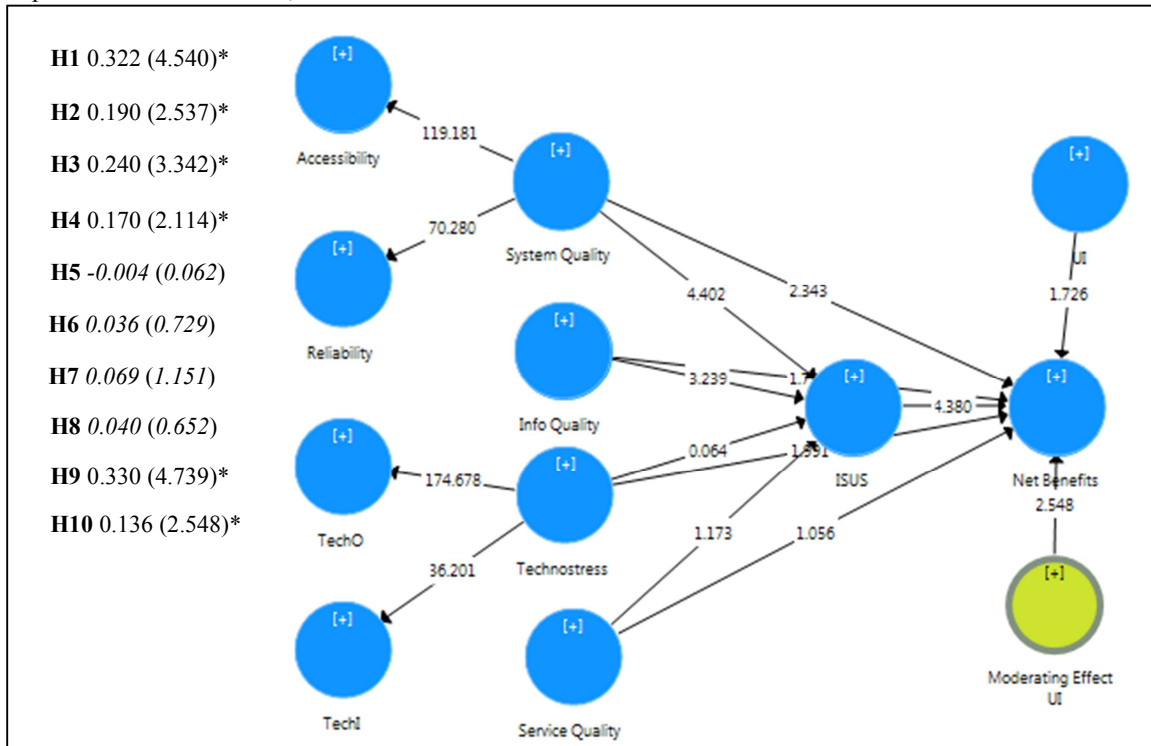 H1 0.322 (4.540)*
H2 0.190 (2.537)*
H3 0.240 (3.342)*
H4 0.170 (2.114)*
H5 -0.004 (0.062)
H6 0.036 (0.729)
H7 0.069 (1.151)
H8 0.040 (0.652)
H9 0.330 (4.739)*
H10 0.136 (2.548)*
[+]
Accessibility
119.181
[+]
System Quality
70.280
[+]
Reliability
4.402
2.343
[+]
UI
1.726
[+]
Info Quality
3.239
1.7
[+]
ISUS
4.380
[+]
Net Benefits
[+]
TechO
174.678
[+]
Technostress
0.064
1.991
36.201
[+]
TechI
1.173
1.056
[+]
Service Quality
2.548
[+]
Moderating Effect
UI